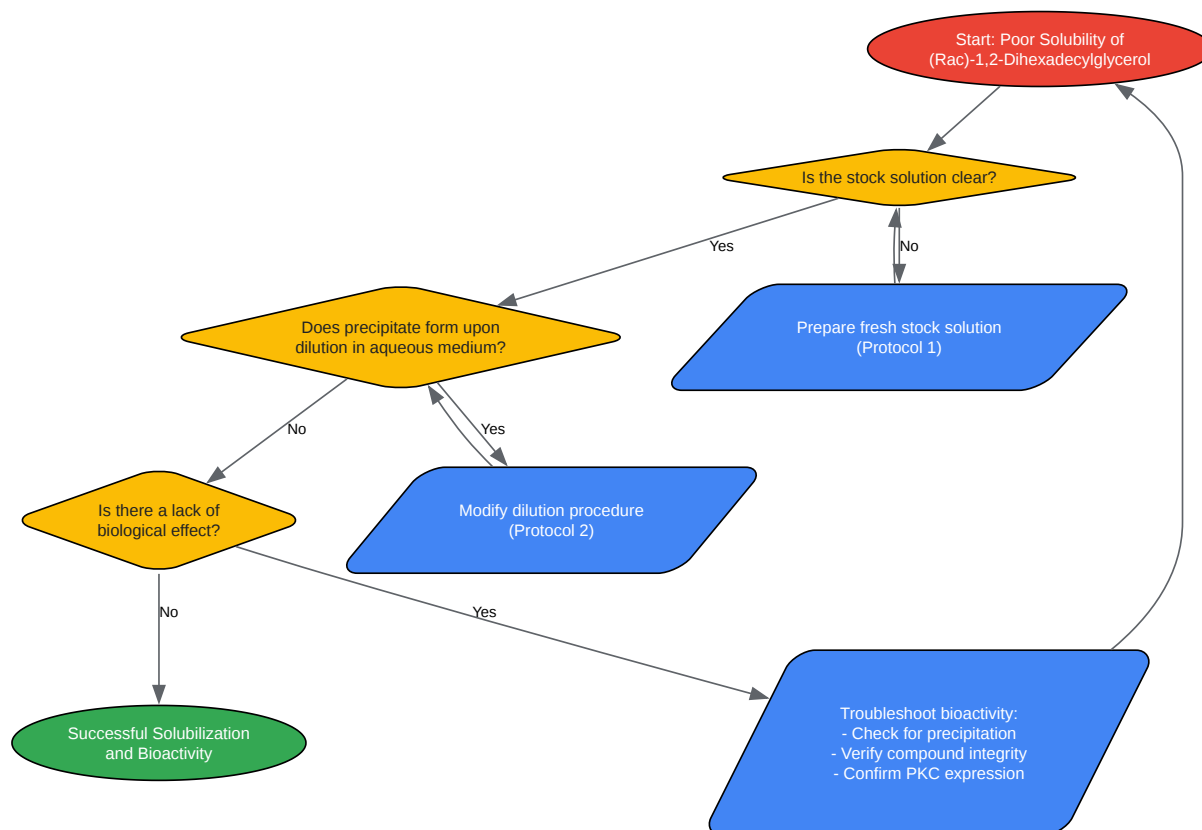 Start: Poor Solubility of
(Rac)-1,2-Dihexadecylglycerol
Is the stock solution clear?
Yes
No
Does precipitate form upon
dilution in aqueous medium?
Prepare fresh stock solution
(Protocol 1)
No
Yes
Is there a lack of
biological effect?
Modify dilution procedure
(Protocol 2)
No
Yes
Successful Solubilization
and Bioactivity
Troubleshoot bioactivity:
- Check for precipitation
- Verify compound integrity
- Confirm PKC expression